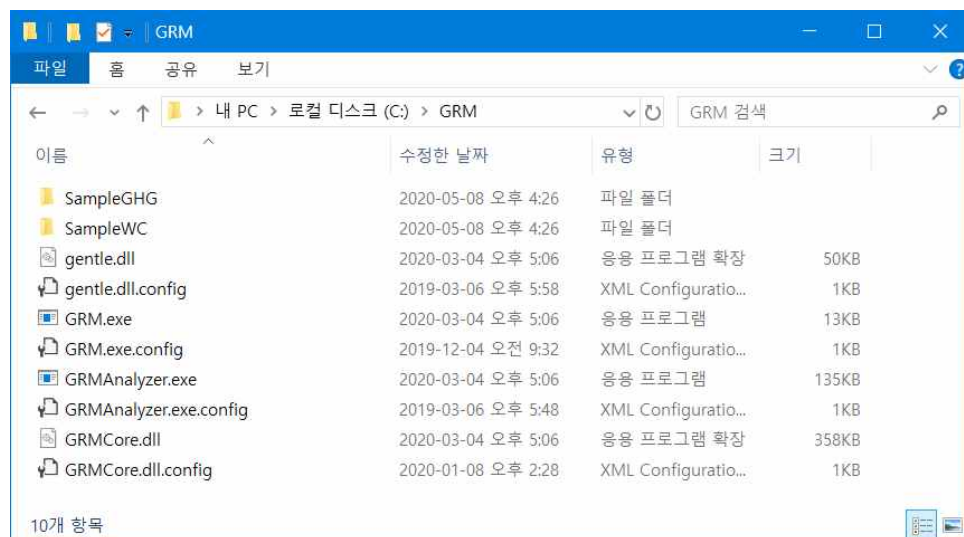 GRM
파일 홈 공유 보기
내 PC > 로컬 디스크 (C:) > GRM GRM 검색
이름 수정한 날짜 유형 크기
SampleGHG 2020-05-08 오후 4:26 파일 폴더
SampleWC 2020-05-08 오후 4:26 파일 폴더
gentle.dll 2020-03-04 오후 5:06 응용 프로그램 확장 50KB
gentle.dll.config 2019-03-06 오후 5:58 XML Configuratio... 1KB
GRM.exe 2020-03-04 오후 5:06 응용 프로그램 13KB
GRM.exe.config 2019-12-04 오전 9:32 XML Configuratio... 1KB
GRMAnalyzer.exe 2020-03-04 오후 5:06 응용 프로그램 135KB
GRMAnalyzer.exe.config 2019-03-06 오후 5:48 XML Configuratio... 1KB
GRMCore.dll 2020-03-04 오후 5:06 응용 프로그램 확장 358KB
GRMCore.dll.config 2020-01-08 오후 2:28 XML Configuratio... 1KB
10개 항목